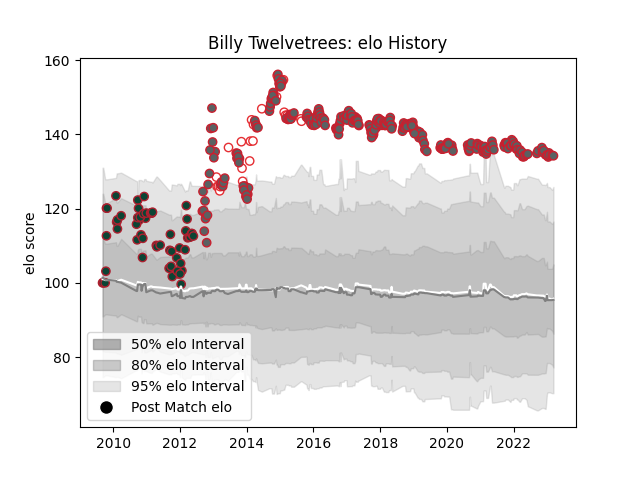 Billy Twelvetrees: elo History
elo score
160
140
120
100
80
50% elo Interval
80% elo Interval
95% elo Interval
Post Match elo
2010 2012 2014 2016 2018 2020 2022